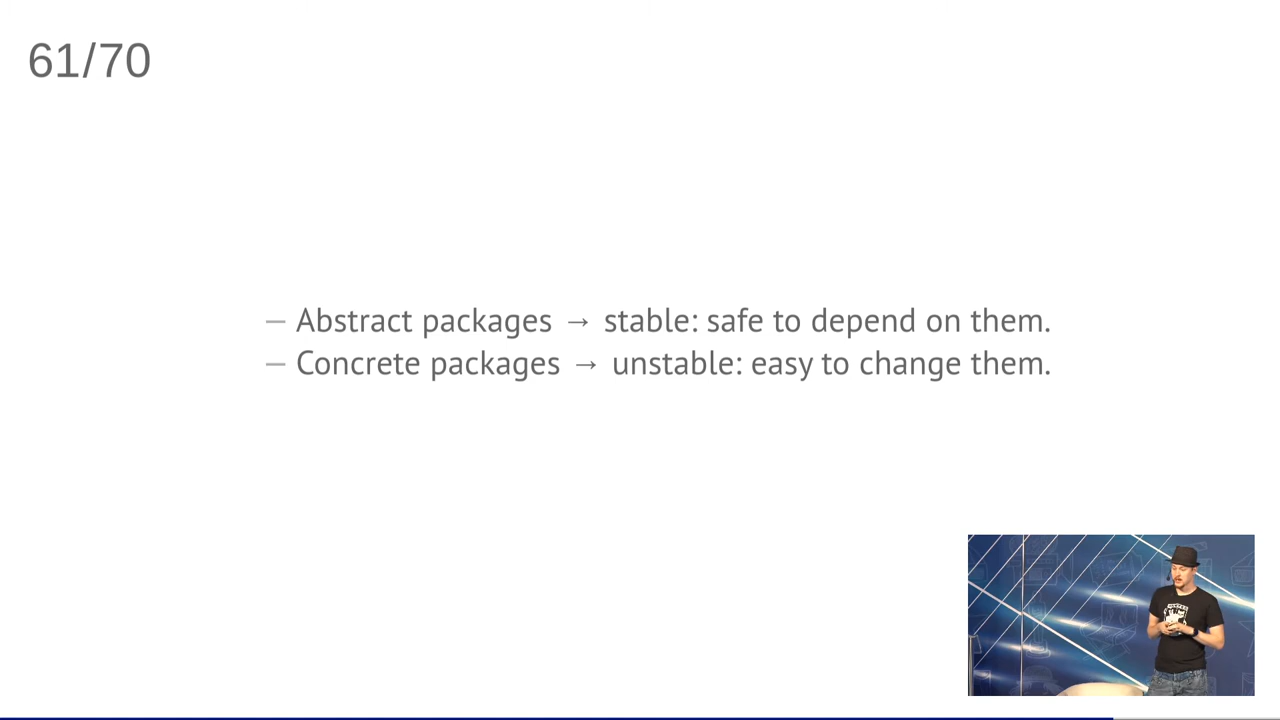 61/70
– Abstract packages → stable: safe to depend on them.
– Concrete packages → unstable: easy to change them.